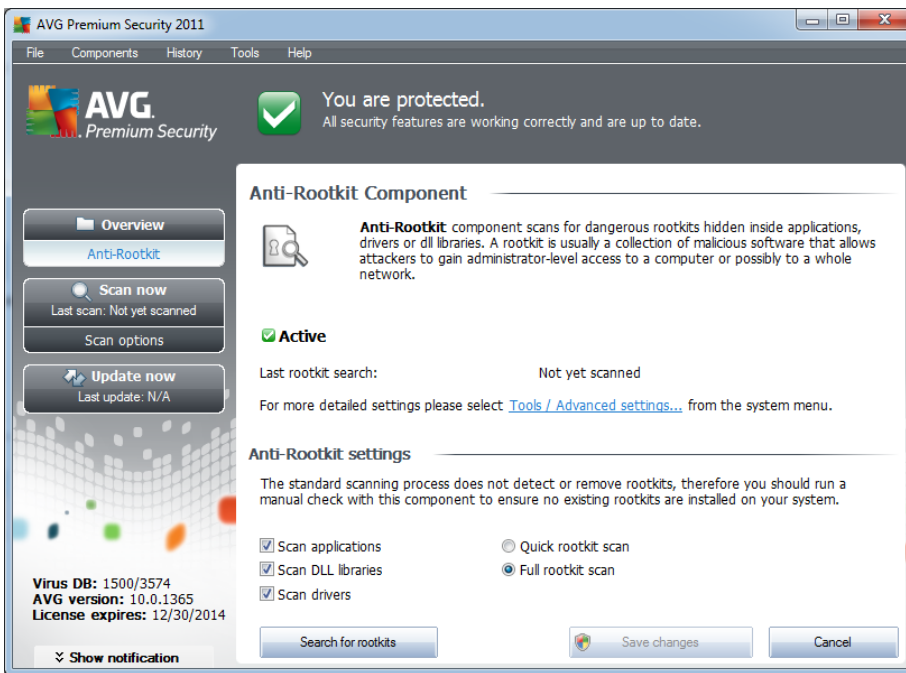 AVG Premium Security 2011
File Components History Tools Help
AVG.
Premium Security
You are protected.
All security features are working correctly and are up to date.
Overview
Anti-Rootkit
Scan now
Last scan: Not yet scanned
Scan options
Update now
Last update: N/A
Virus DB: 1500/3574
AVG version: 10.0.1365
License expires: 12/30/2014
Show notification
Anti-Rootkit Component
Anti-Rootkit component scans for dangerous rootkits hidden inside applications,
drivers or dll libraries. A rootkit is usually a collection of malicious software that allows
attackers to gain administrator-level access to a computer or possibly to a whole
network.
Active
Last rootkit search: Not yet scanned
For more detailed settings please select Tools / Advanced settings... from the system menu.
Anti-Rootkit settings
The standard scanning process does not detect or remove rootkits, therefore you should run a
manual check with this component to ensure no existing rootkits are installed on your system.
Scan applications Quick rootkit scan
Scan DLL libraries Full rootkit scan
Scan drivers
Search for rootkits Save changes Cancel